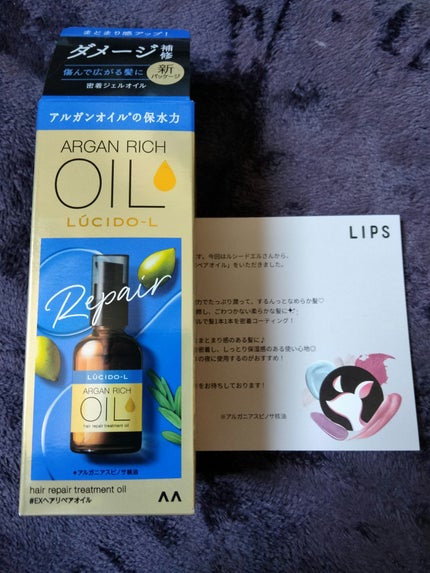 まとまり感アップ！
ダメージ補修
傷んで広がる髪に
新パッケージ
密着ジェルオイル
アルガンオイル*の保水力
ARGAN RICH
OIL
LÚCIDO-L
Repair
LÚCIDO-L
ARGAN RICH
OIL
hair repair treatment oil
*アルガニアスピノサ核油
hair repair treatment oil
#EXヘアリペアオイル
LIPS
す。今回はルシードエルさんから、
ペアオイル」をいただきました。
力でたっぷり潤って、するんっとなめらか髪♡
修し、ごわつかない柔らかな髪に
ルで髪1本1本を密着コーティング！
まとまり感のある髪に♪
密着し、しっとり保湿感のある使い心地◎
の夜に使用するのがおすすめ！
をお待ちしております！
*アルガニアスピノサ核油